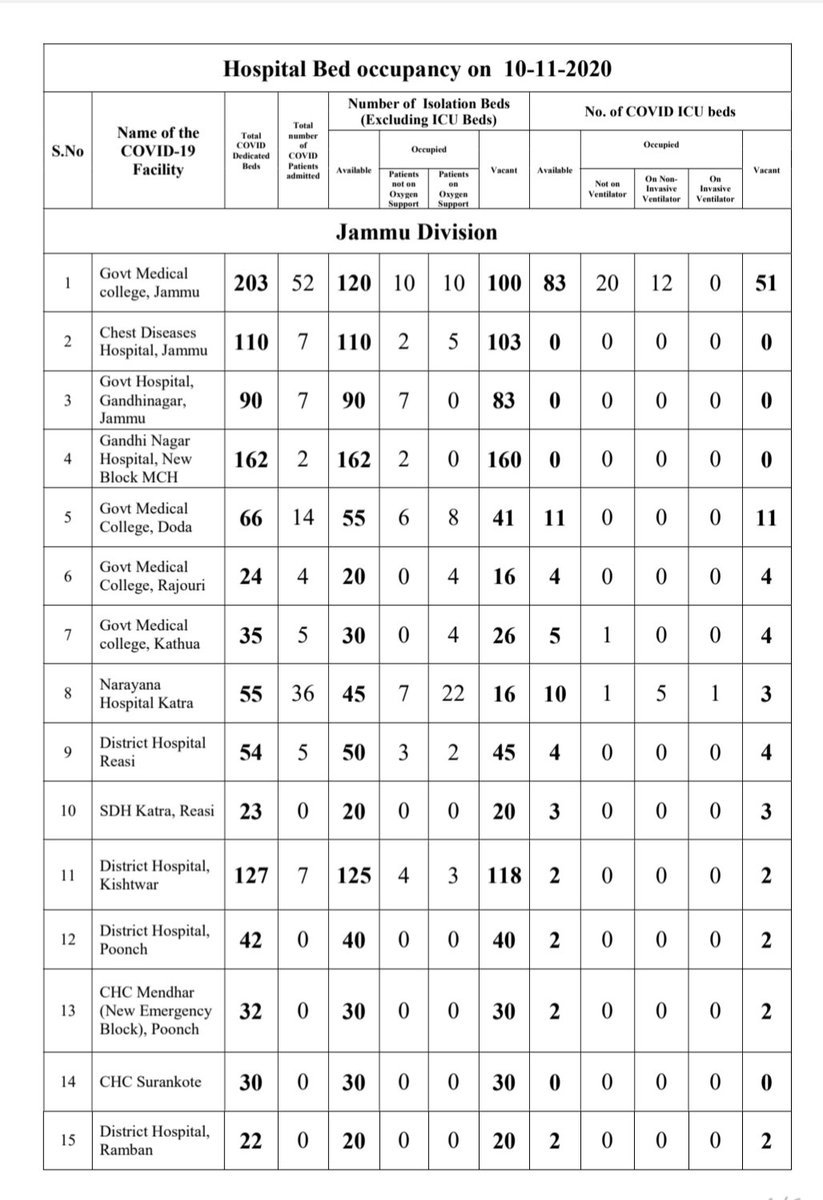 Hospital Bed occupancy on 10-11-2020
S.No
Name of the
COVID-19
Facility
Total
COVID
Dedicated
Beds
Total
number
of
COVID
Patients
admitted
Number of Isolation Beds
(Excluding ICU Beds)
No. of COVID ICU beds
Available
Occupied
Patients
not on
Oxygen
Support
Patients
on
Oxygen
Support
Vacant
Available
Occupied
Not on
Ventilator
On Non-
Invasive
Ventilator
On
Invasive
Ventilator
Vacant
Jammu Division
1 Govt Medical
college, Jammu 203 52 120 10 10 100 83 20 12 0 51
2 Chest Diseases
Hospital, Jammu 110 7 110 2 5 103 0 0 0 0 0
3 Govt Hospital,
Gandhinagar,
Jammu 90 7 90 7 0 83 0 0 0 0 0
4 Gandhi Nagar
Hospital, New
Block MCH 162 2 162 2 0 160 0 0 0 0 0
5 Govt Medical
College, Doda 66 14 55 6 8 41 11 0 0 0 11
6 Govt Medical
College, Rajouri 24 4 20 0 4 16 4 0 0 0 4
7 Govt Medical
college, Kathua 35 5 30 0 4 26 5 1 0 0 4
8 Narayana
Hospital Katra 55 36 45 7 22 16 10 1 5 1 3
9 District Hospital
Reasi 54 5 50 3 2 45 4 0 0 0 4
10 SDH Katra, Reasi 23 0 20 0 0 20 3 0 0 0 3
11 District Hospital,
Kishtwar 127 7 125 4 3 118 2 0 0 0 2
12 District Hospital,
Poonch 42 0 40 0 0 40 2 0 0 0 2
13 CHC Mendhar
(New Emergency
Block), Poonch 32 0 30 0 0 30 2 0 0 0 2
14 CHC Surankote 30 0 30 0 0 30 0 0 0 0 0
15 District Hospital,
Ramban 22 0 20 0 0 20 2 0 0 0 2